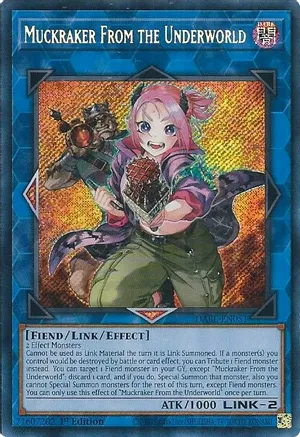 MUCKRAKER FROM THE UNDERWORLD
[FIEND/LINK/EFFECT]
2 Effect Monsters
Cannot be used as Link Material the turn it is Link Summoned. If a monster(s) you
control would be destroyed by battle or card effect, you can Tribute 1 Fiend monster
instead. You can target 1 Fiend monster in your GY, except "Muckraker From the
Underworld"; discard 1 card, and if you do, Special Summon that monster, also you
cannot Special Summon monsters for the rest of this turn, except Fiend monsters.
You can only use this effect of "Muckraker From the Underworld" once per turn.
ATK/1000 LINK-2
1st Edition